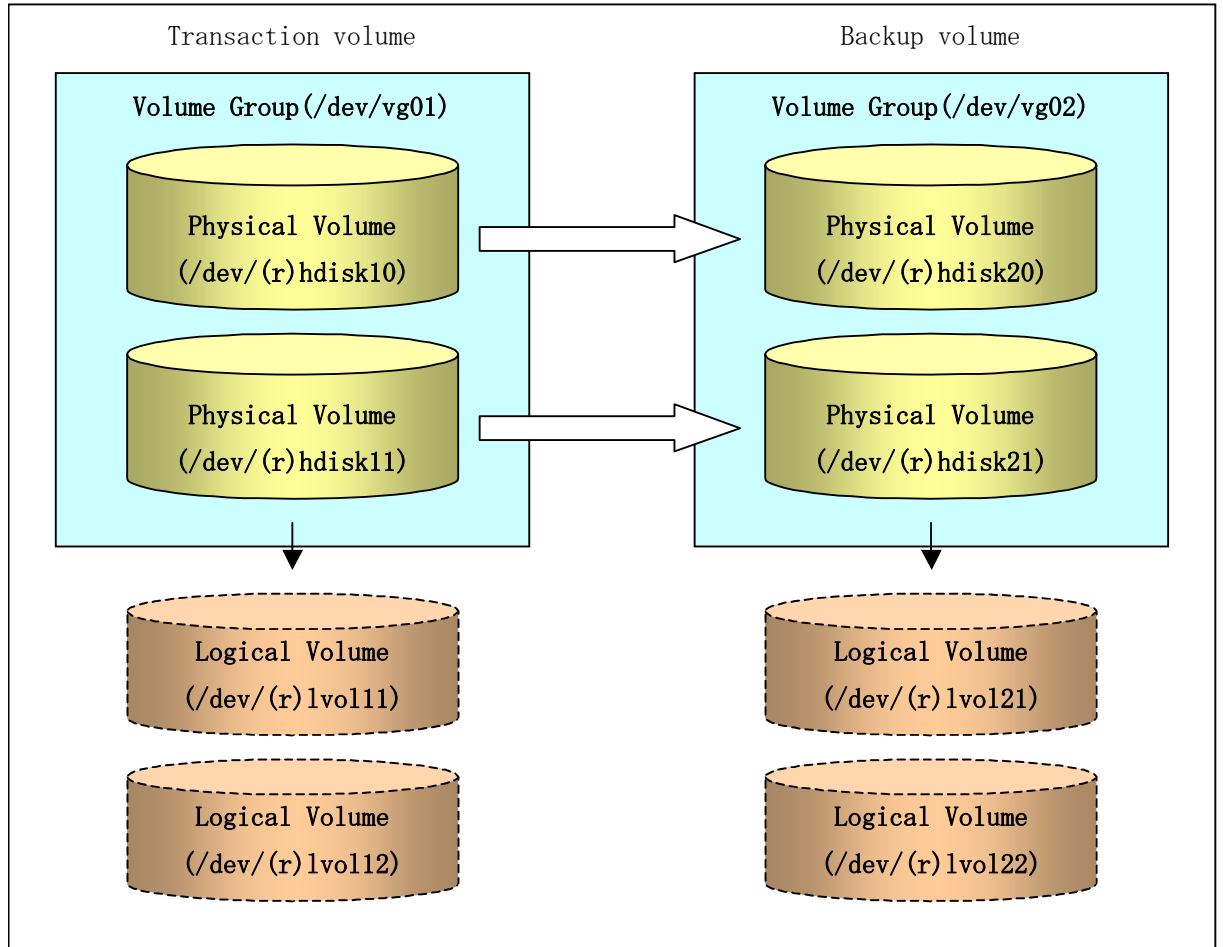 Transaction volume
Backup volume
Volume Group(/dev/vg01)
Physical Volume
(/dev/(r)hdisk10)
Physical Volume
(/dev/(r)hdisk11)
Logical Volume
(/dev/(r)lvol11)
Logical Volume
(/dev/(r)lvol12)
Volume Group(/dev/vg02)
Physical Volume
(/dev/(r)hdisk20)
Physical Volume
(/dev/(r)hdisk21)
Logical Volume
(/dev/(r)lvol21)
Logical Volume
(/dev/(r)lvol22)